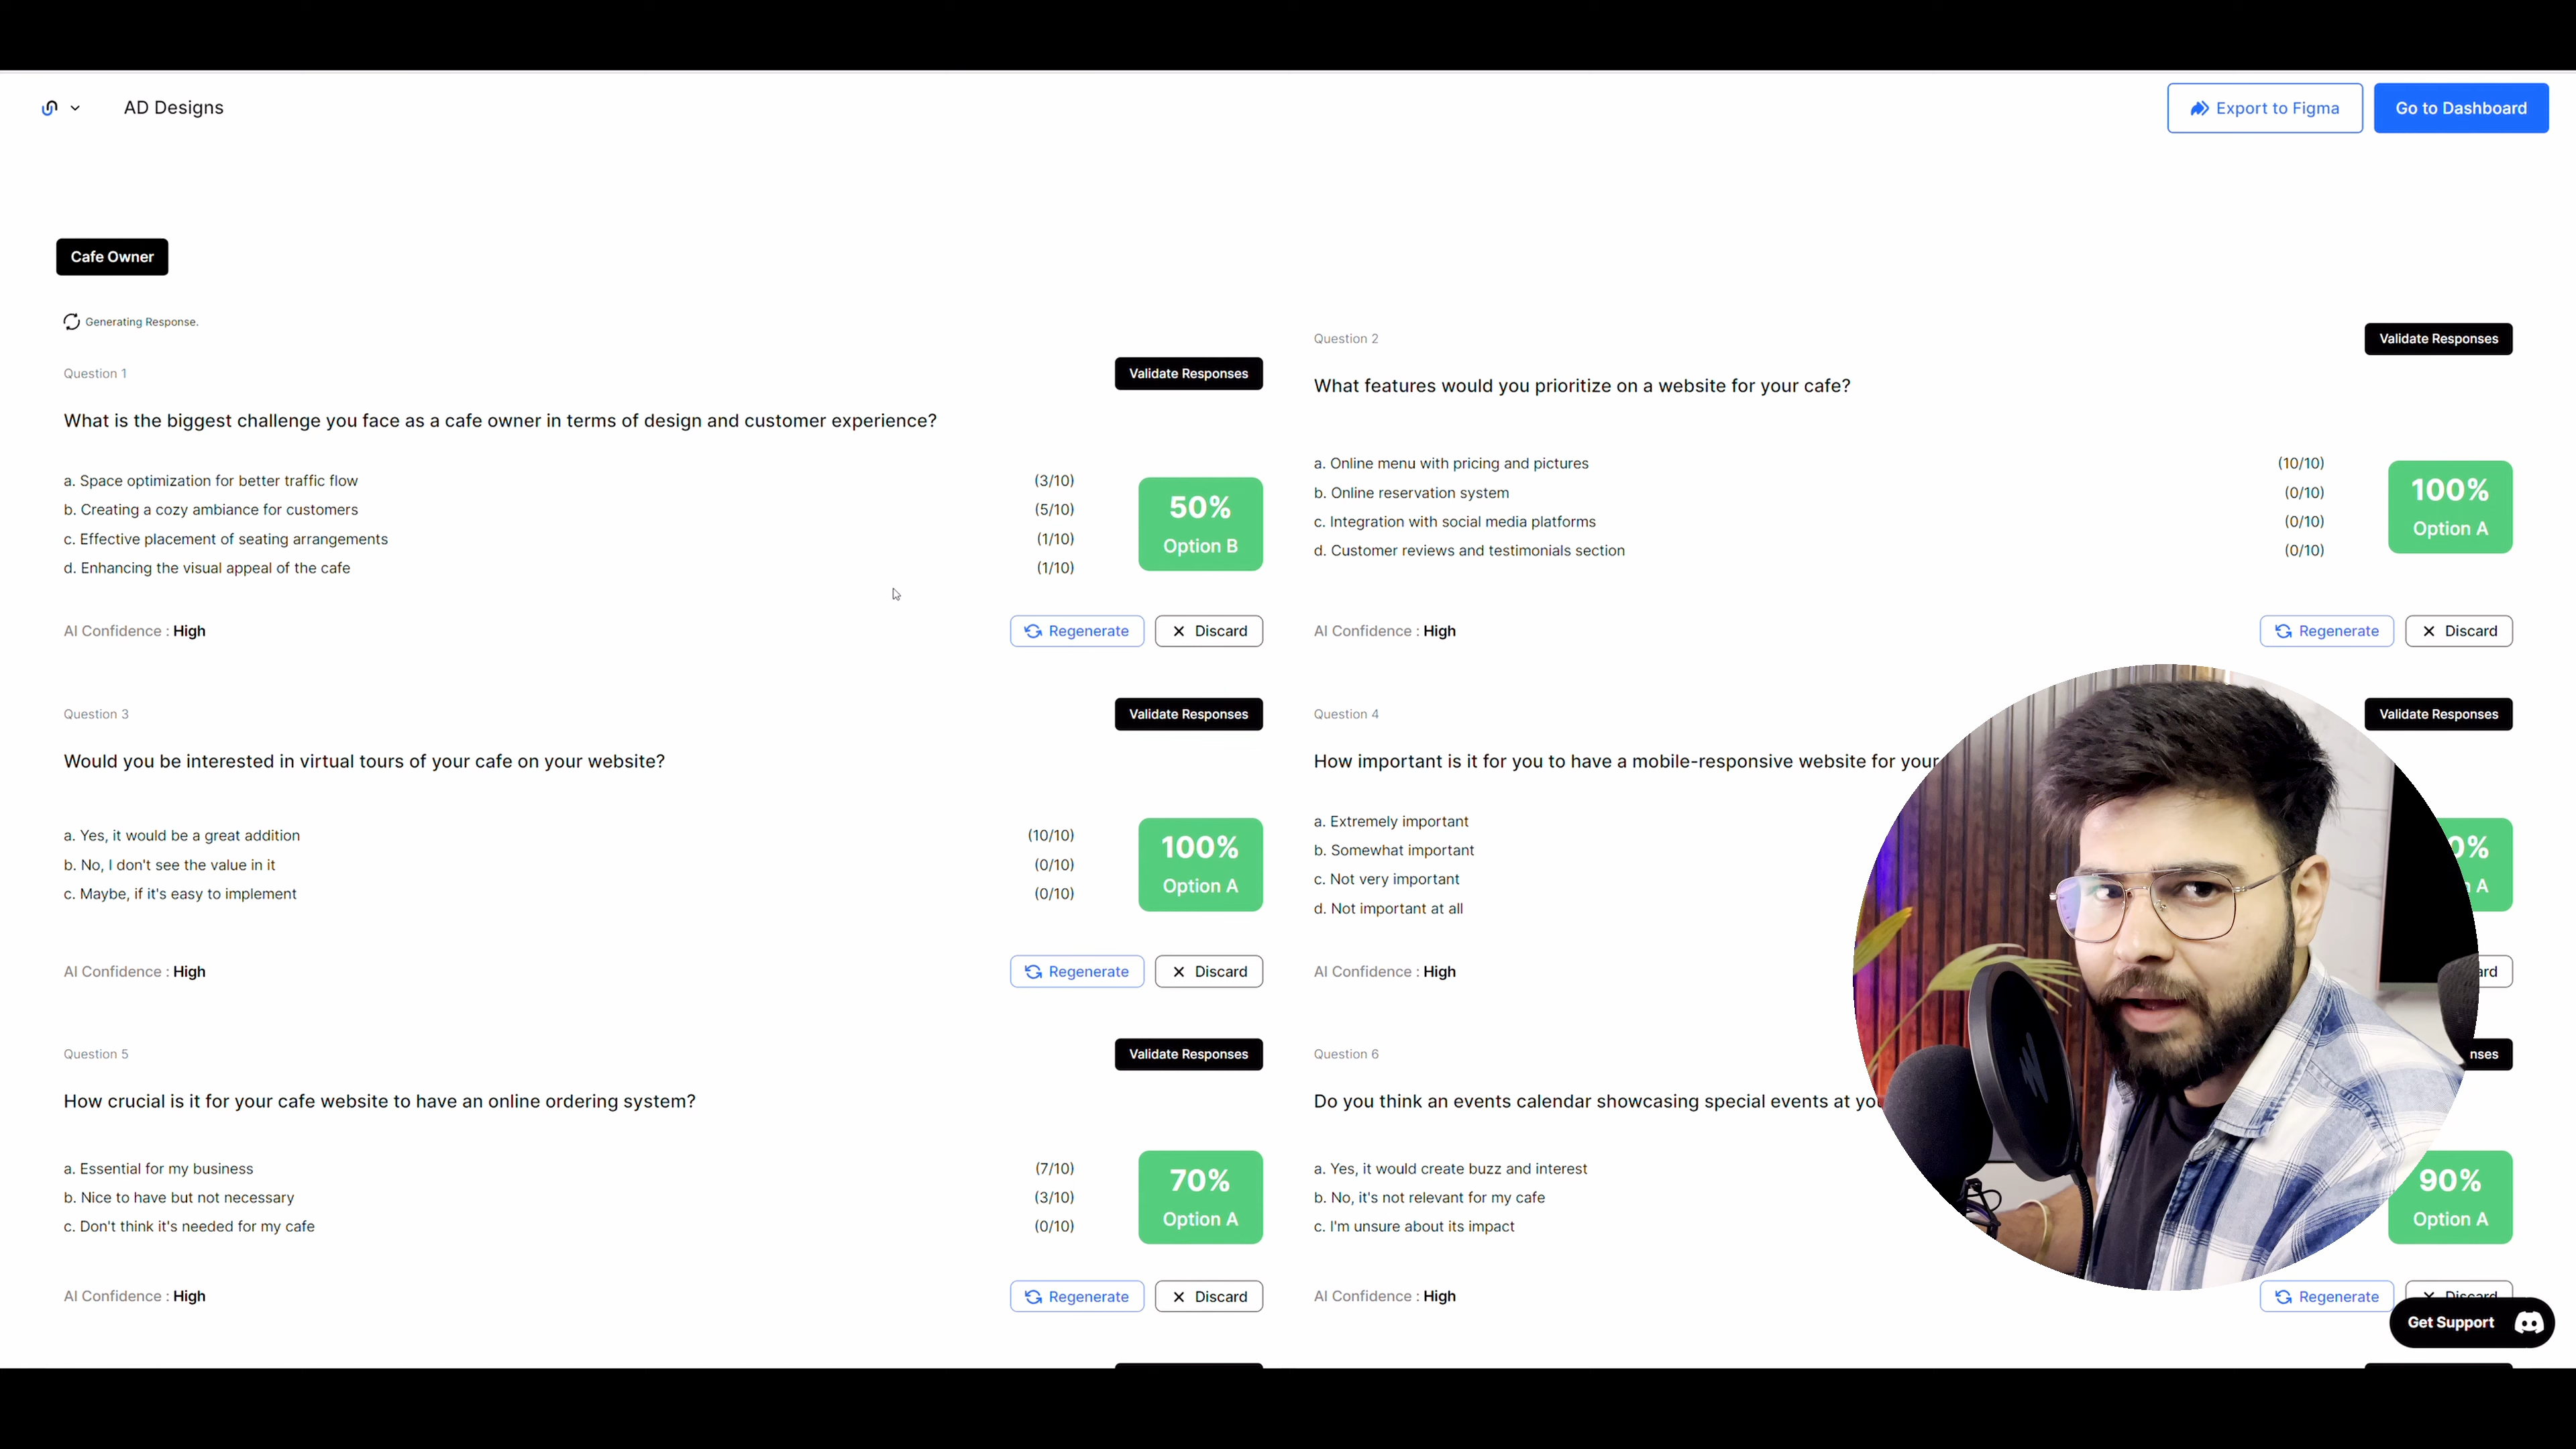 AD Designs
Export to Figma
Go to Dashboard
Cafe Owner
Generating Response.
Question 1
Validate Responses
What is the biggest challenge you face as a cafe owner in terms of design and customer experience?
a. Space optimization for better traffic flow (3/10)
b. Creating a cozy ambiance for customers (5/10)
c. Effective placement of seating arrangements (1/10)
d. Enhancing the visual appeal of the cafe (1/10)
50%
Option B
AI Confidence : High
Regenerate
Discard
Question 2
Validate Responses
What features would you prioritize on a website for your cafe?
a. Online menu with pricing and pictures (10/10)
b. Online reservation system (0/10)
c. Integration with social media platforms (0/10)
d. Customer reviews and testimonials section (0/10)
100%
Option A
AI Confidence : High
Regenerate
Discard
Question 3
Validate Responses
Would you be interested in virtual tours of your cafe on your website?
a. Yes, it would be a great addition (10/10)
b. No, I don't see the value in it (0/10)
c. Maybe, if it's easy to implement (0/10)
100%
Option A
AI Confidence : High
Regenerate
Discard
Question 4
Validate Responses
How important is it for you to have a mobile-responsive website for your
a. Extremely important
b. Somewhat important
c. Not very important
d. Not important at all
0%
A
AI Confidence : High
Question 5
Validate Responses
How crucial is it for your cafe website to have an online ordering system?
a. Essential for my business (7/10)
b. Nice to have but not necessary (3/10)
c. Don't think it's needed for my cafe (0/10)
70%
Option A
AI Confidence : High
Regenerate
Discard
Question 6
Do you think an events calendar showcasing special events at
a. Yes, it would create buzz and interest
b. No, it's not relevant for my cafe
c. I'm unsure about its impact
90%
Option A
AI Confidence : High
Regenerate
Discard
Get Support